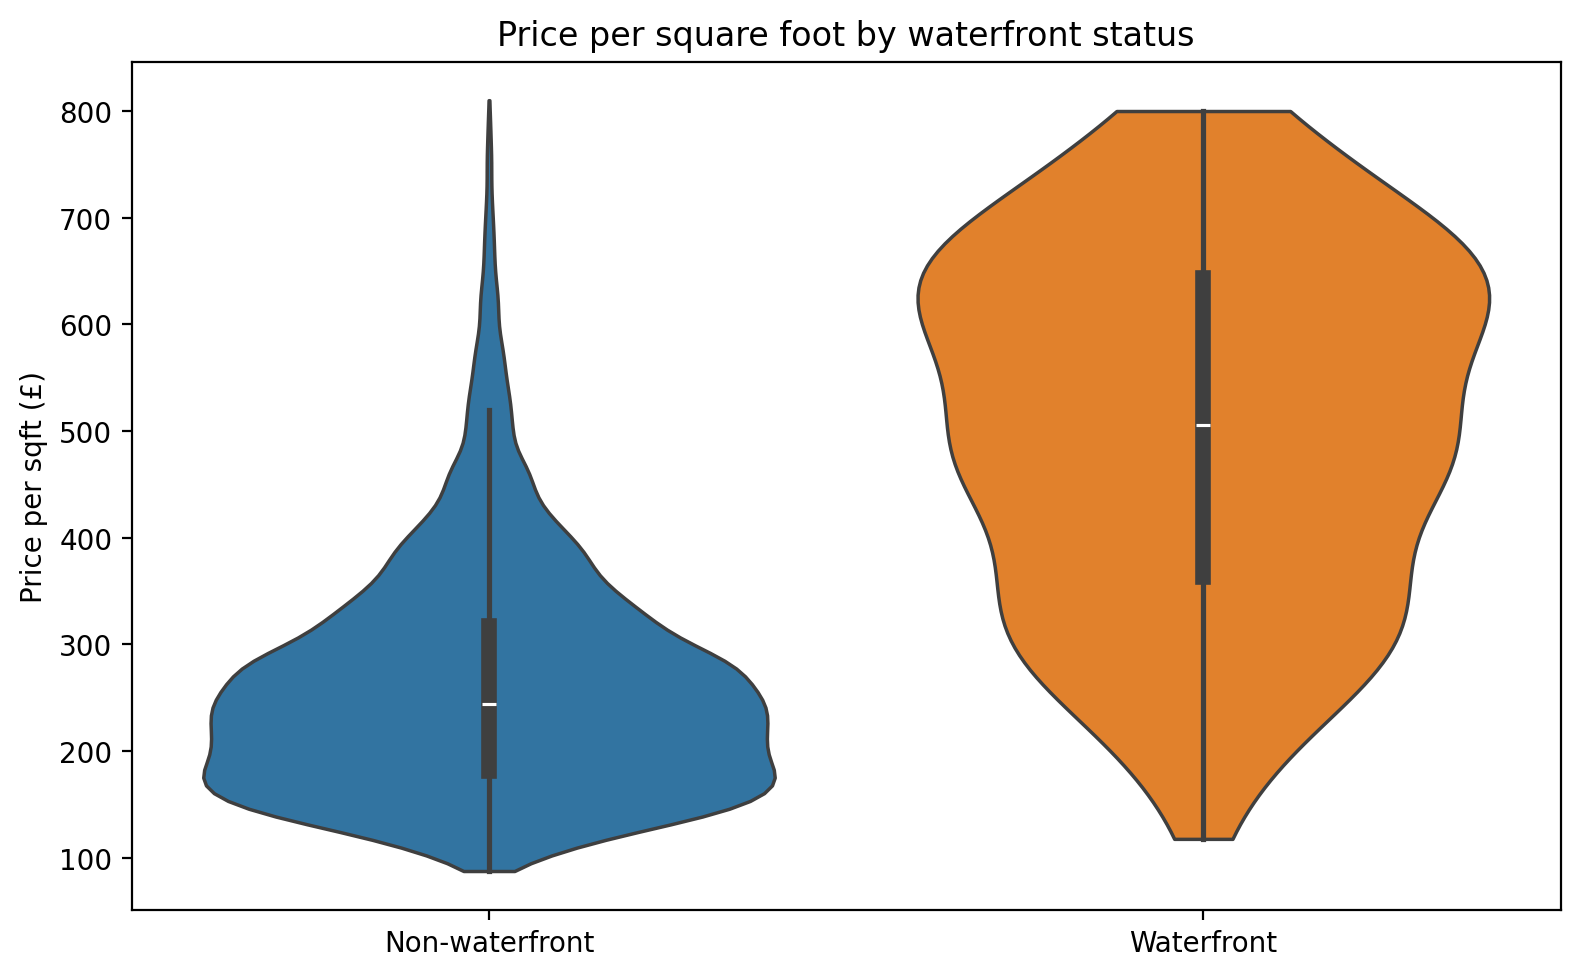 Price per square foot by waterfront status
Price per sqft (£)
800
700
600
500
400
300
200
100
Non-waterfront
Waterfront